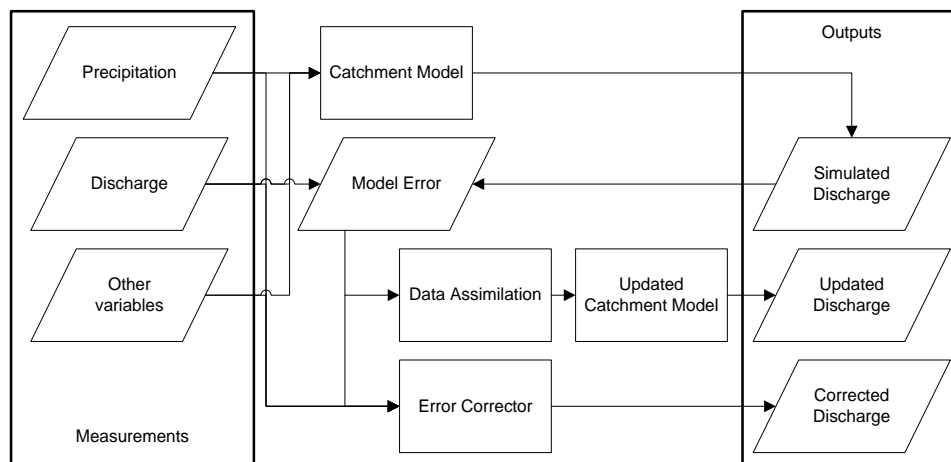 Outputs
Precipitation
Catchment Model
Discharge
Model Error
Simulated
Discharge
Other
variables
Data Assimilation
Updated
Catchment Model
Updated
Discharge
Error Corrector
Corrected
Discharge
Measurements